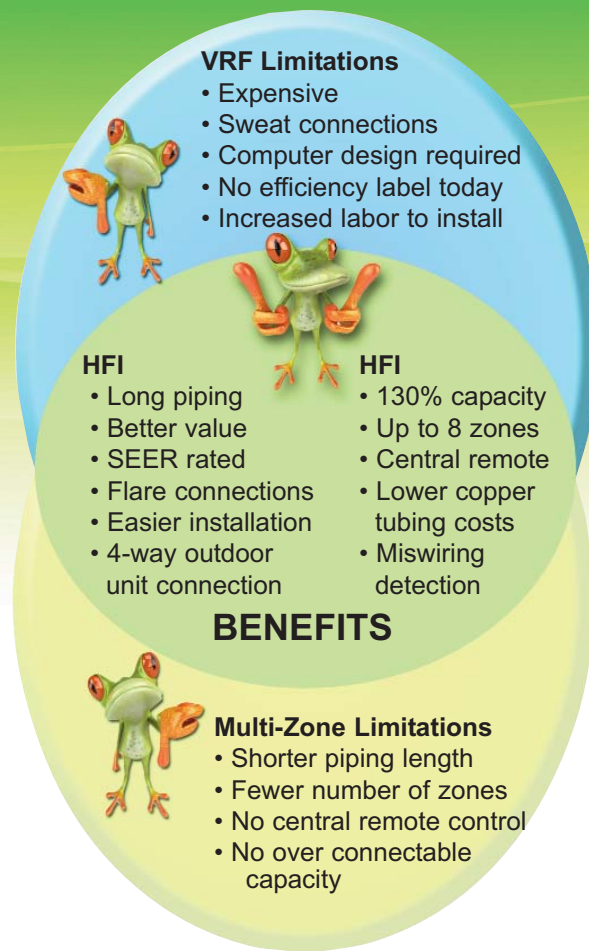 VRF Limitations
• Expensive
• Sweat connections
• Computer design required
• No efficiency label today
• Increased labor to install
HFI
• Long piping
• Better value
• SEER rated
• Flare connections
• Easier installation
• 4-way outdoor
unit connection
HFI
• 130% capacity
• Up to 8 zones
• Central remote
• Lower copper
tubing costs
• Miswiring
detection
BENEFITS
Multi-Zone Limitations
• Shorter piping length
• Fewer number of zones
• No central remote control
• No over connectable
capacity